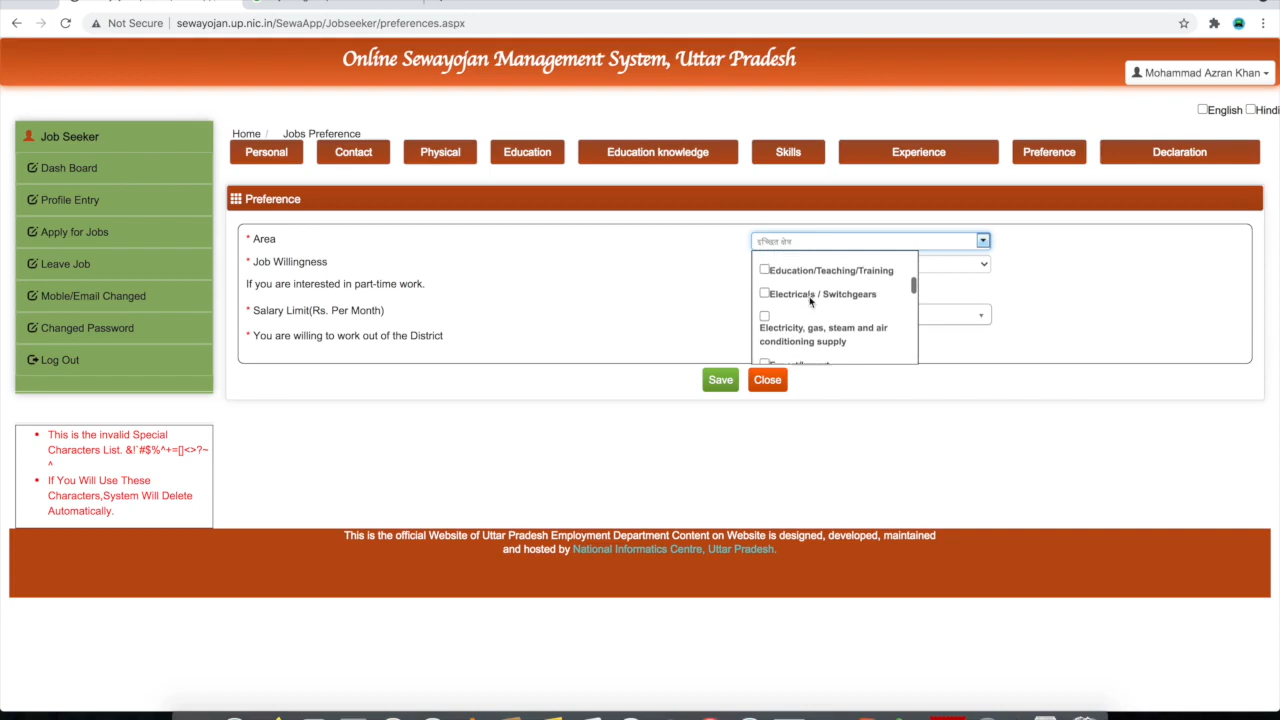 Not Secure
sewayojan.up.nic.in/SewaApp/Jobseeker/preferences.aspx
Online Sewayojan Management System, Uttar Pradesh
Mohammad Azran Khan
English Hindi
Job Seeker
Dash Board
Profile Entry
Apply for Jobs
Leave Job
Moble/Email Changed
Changed Password
Log Out
Home / Jobs Preference
Personal Contact Physical Education Education knowledge Skills Experience Preference Declaration
Preference
* Area
इच्छित क्षेत्र
* Job Willingness
If you are interested in part-time work.
* Salary Limit(Rs. Per Month)
* You are willing to work out of the District
Education/Teaching/Training
Electricals / Switchgears
Electricity, gas, steam and air
conditioning supply
Save Close
This is the invalid Special
Characters List. &!`#$%^+=[]<>?~
^
If You Will Use These
Characters,System Will Delete
Automatically.
This is the official Website of Uttar Pradesh Employment Department Content on Website is designed, developed, maintained
and hosted by National Informatics Centre, Uttar Pradesh.